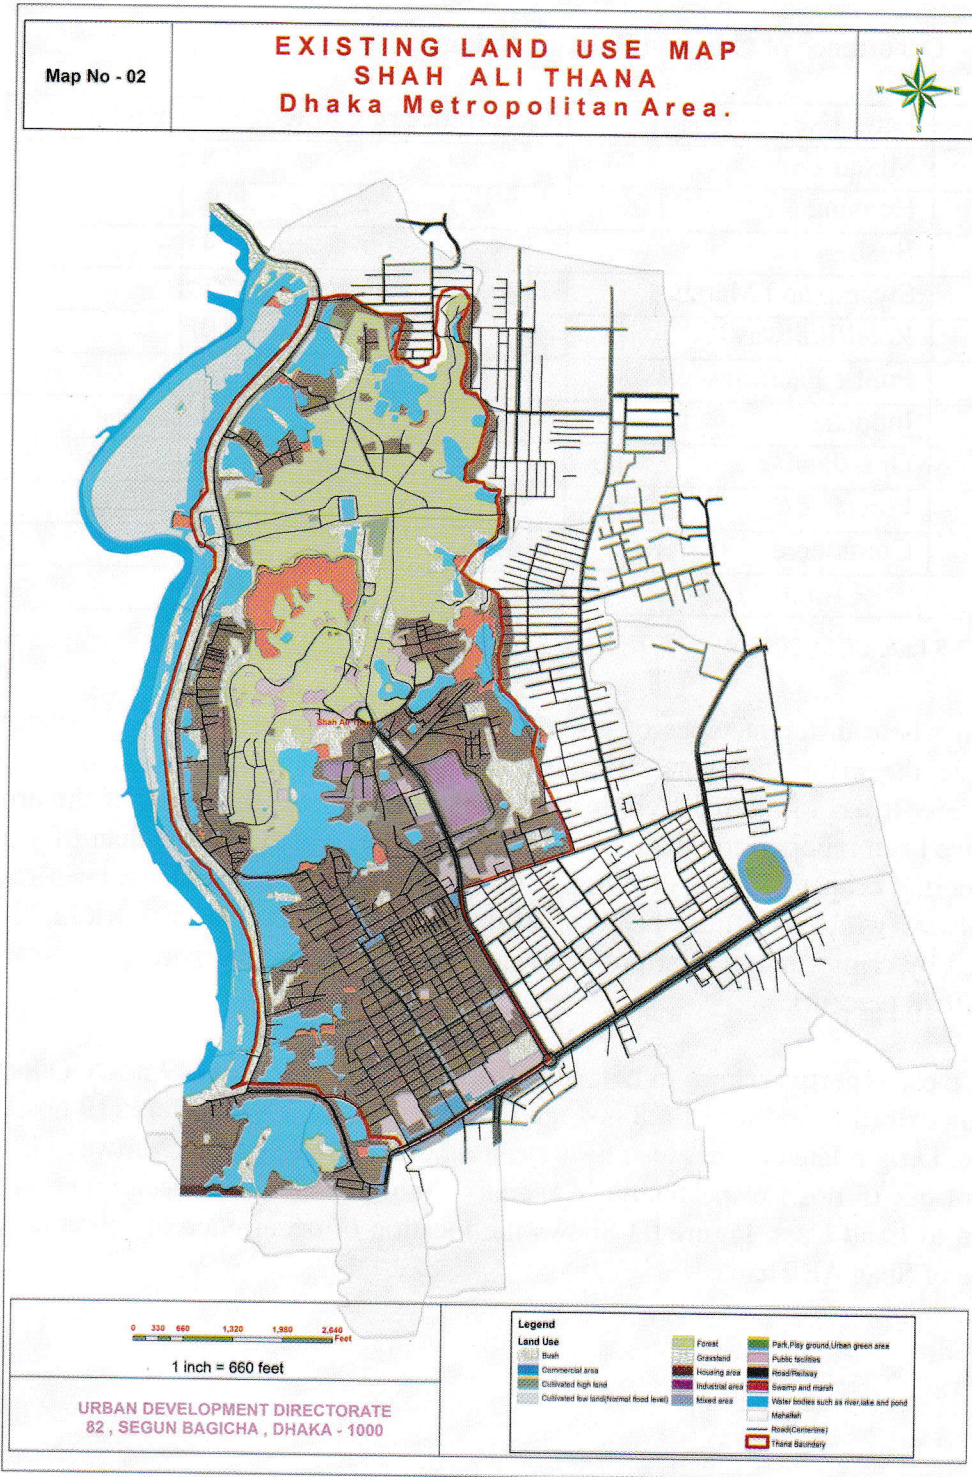 Map No - 02
EXISTING LAND USE MAP
SHAH ALI THANA
Dhaka Metropolitan Area.
N
W
E
S
Shah Ali Thana
0 330 660 1,320 1,980 2,640
Feet
1 inch = 660 feet
URBAN DEVELOPMENT DIRECTORATE
82 , SEGUN BAGICHA , DHAKA - 1000
Legend
Land Use
Bush
Commercial area
Cultivated high land
Cultivated low land(Normal flood level)
Forest
Grassland
Housing area
Industrial area
Mixed area
Park,Play ground,Urban green area
Public facilities
Road/Railway
Swamp and marsh
Water bodies such as river,lake and pond
Mahallah
Road(Centerline)
Thana Baundary